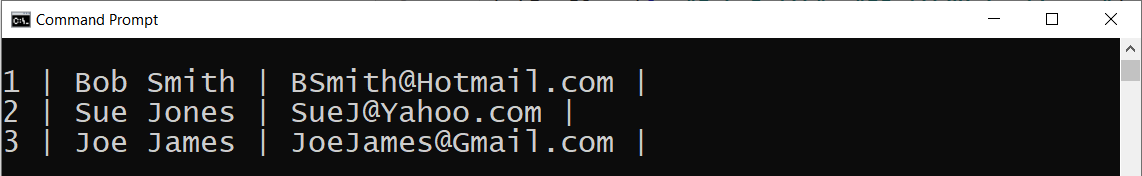 Command Prompt
1 | Bob Smith | BSmith@Hotmail.com |
2 | Sue Jones | SueJ@Yahoo.com |
3 | Joe James | JoeJames@Gmail.com |